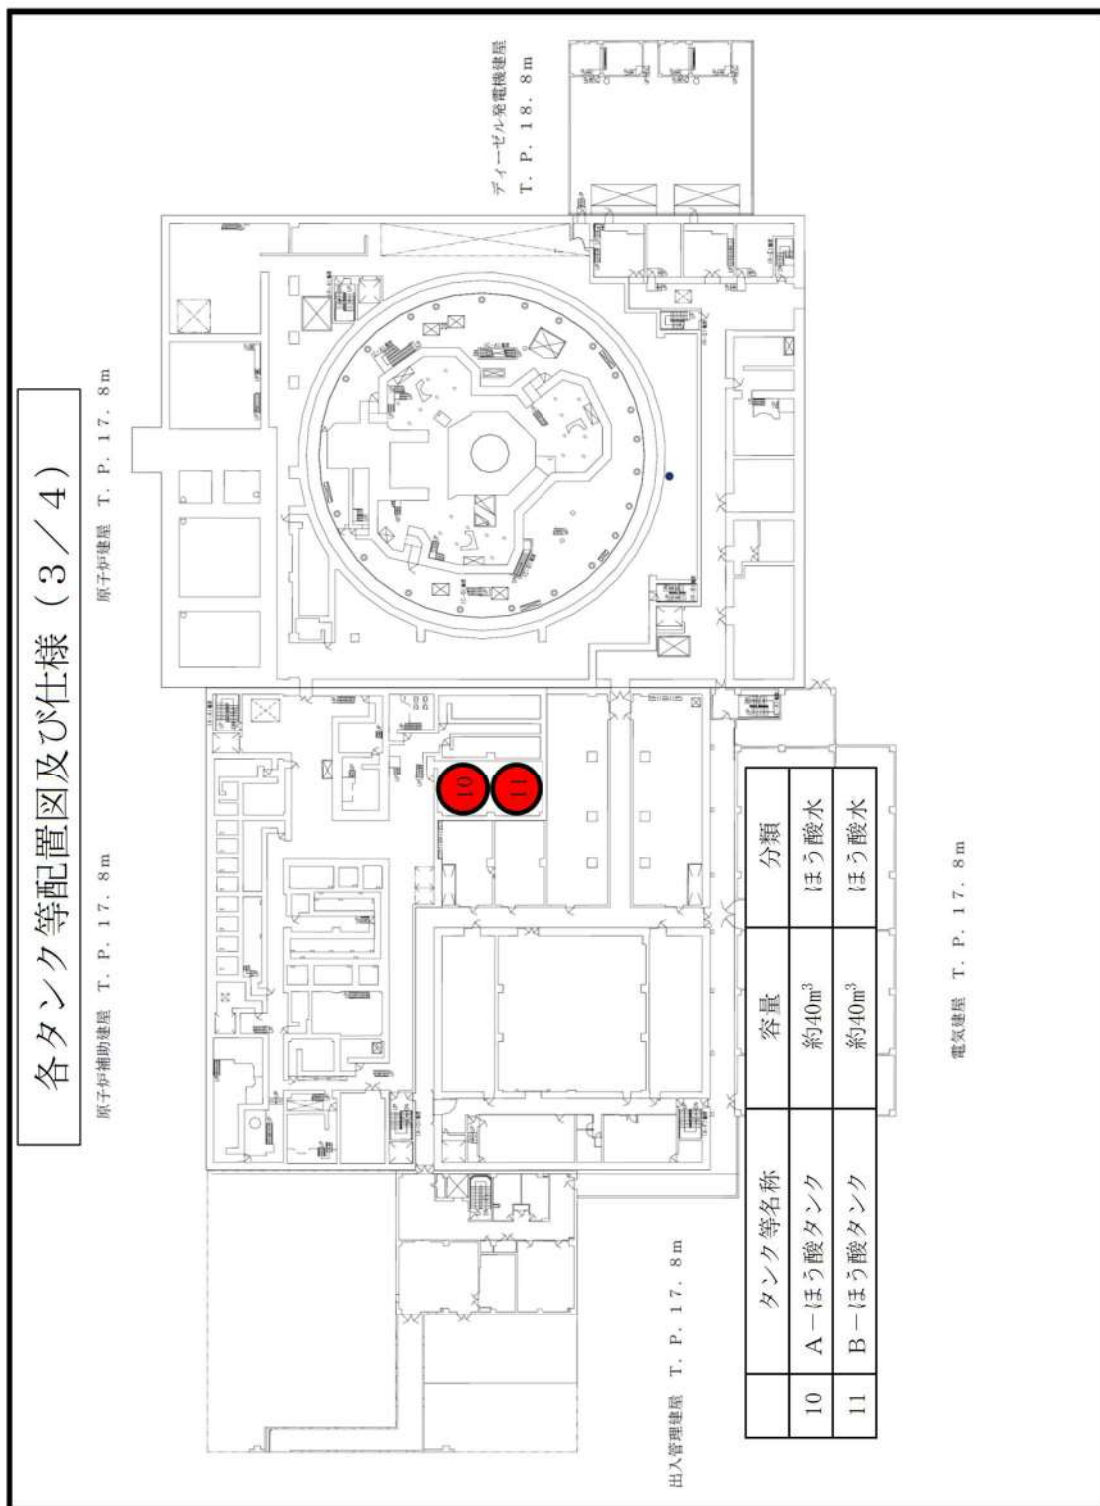 各タンク等配置図及び仕様（3／4）
原子炉補助建屋 T. P. 17. 8m
原子炉建屋 T. P. 17. 8m
ディーゼル発電機建屋
T. P. 18. 8m
10
11
出入管理建屋 T. P. 17. 8m
電気建屋 T. P. 17. 8m
タンク等名称 容量 分類
10 A－ほう酸タンク 約40m³ ほう酸水
11 B－ほう酸タンク 約40m³ ほう酸水